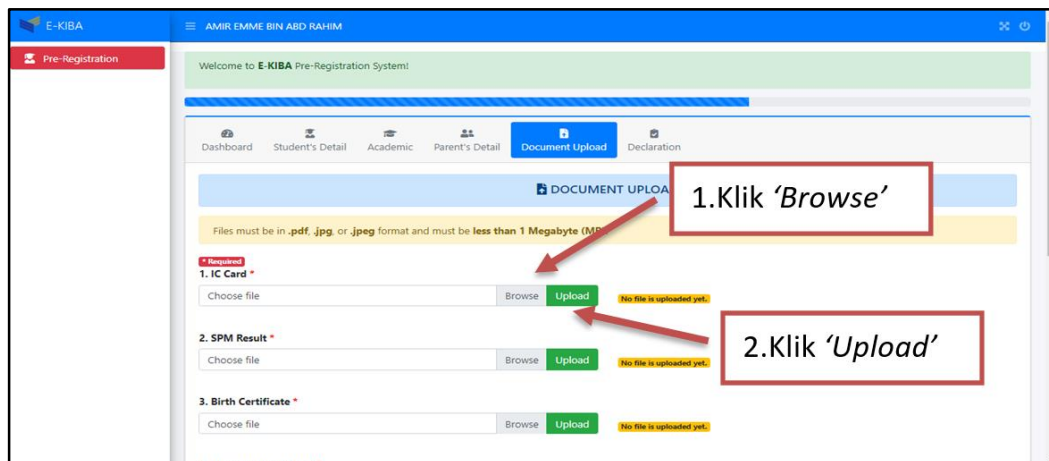 E-KIBA
AMIR EMME BIN ABD RAHIM
Pre-Registration
Welcome to E-KIBA Pre-Registration System!
Dashboard
Student's Detail
Academic
Parent's Detail
Document Upload
Declaration
DOCUMENT UPLOA
1.Klik ‘Browse’
Files must be in .pdf, .jpg, or .jpeg format and must be less than 1 Megabyte (MB
* Required
1. IC Card *
Choose file
Browse
Upload
No file is uploaded yet.
2.Klik ‘Upload’
2. SPM Result *
Choose file
Browse
Upload
No file is uploaded yet.
3. Birth Certificate *
Choose file
Browse
Upload
No file is uploaded yet.